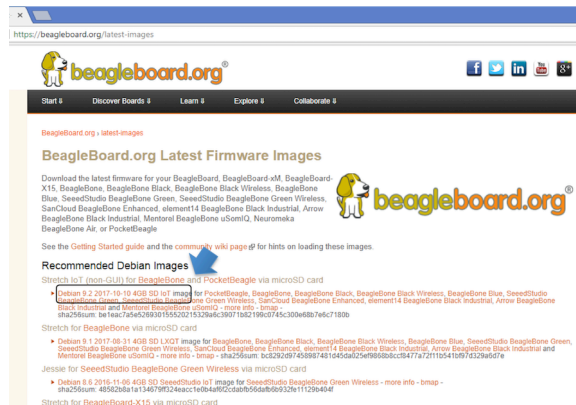 https://beagleboard.org/latest-images
beagleboard.org®
Start
Discover Boards
Learn
Explore
Collaborate
BeagleBoard.org › latest-images
BeagleBoard.org Latest Firmware Images
Download the latest firmware for your BeagleBoard, BeagleBoard-xM, BeagleBoard-
X15, BeagleBone, BeagleBone Black, BeagleBone Black Wireless, BeagleBone
Blue, SeeedStudio BeagleBone Green, SeeedStudio BeagleBone Green Wireless,
SanCloud BeagleBone Enhanced, element14 BeagleBone Black Industrial, Arrow
BeagleBone Black Industrial, Mentorel BeagleBone uSomIQ, Neuromeka
BeagleBone Air, or PocketBeagle
beagleboard.org®
See the Getting Started guide and the community wiki page for hints on loading these images.
Recommended Debian Images
Stretch IoT (non-GUI) for BeagleBone and PocketBeagle via microSD card
Debian 9.2 2017-10-10 4GB SD IoT image for PocketBeagle, BeagleBone, BeagleBone Black, BeagleBone Black Wireless, BeagleBone Blue, SeeedStudio
BeagleBone Green, SeeedStudio BeagleBone Green Wireless, SanCloud BeagleBone Enhanced, element14 BeagleBone Black Industrial, Arrow BeagleBone
Black Industrial and Mentorel BeagleBone uSomIQ - more info - bmap -
sha256sum:
Stretch for BeagleBone via microSD card
Debian 9.1 2017-08-31 4GB SD LXQT image for BeagleBone, BeagleBone Black, BeagleBone Black Wireless, BeagleBone Blue, SeeedStudio BeagleBone Green,
SeeedStudio BeagleBone Green Wireless, SanCloud BeagleBone Enhanced, element14 BeagleBone Black Industrial, Arrow BeagleBone Black Industrial and
Mentorel BeagleBone uSomIQ - more info - bmap - sha256sum:
Jessie for SeeedStudio BeagleBone Green Wireless via microSD card
Debian 8.6 2016-11-06 4GB SD SeeedStudio IoT image for SeeedStudio BeagleBone Green Wireless - more info - bmap -
sha256sum:
Stretch for BeagleBoard-X15 via microSD card